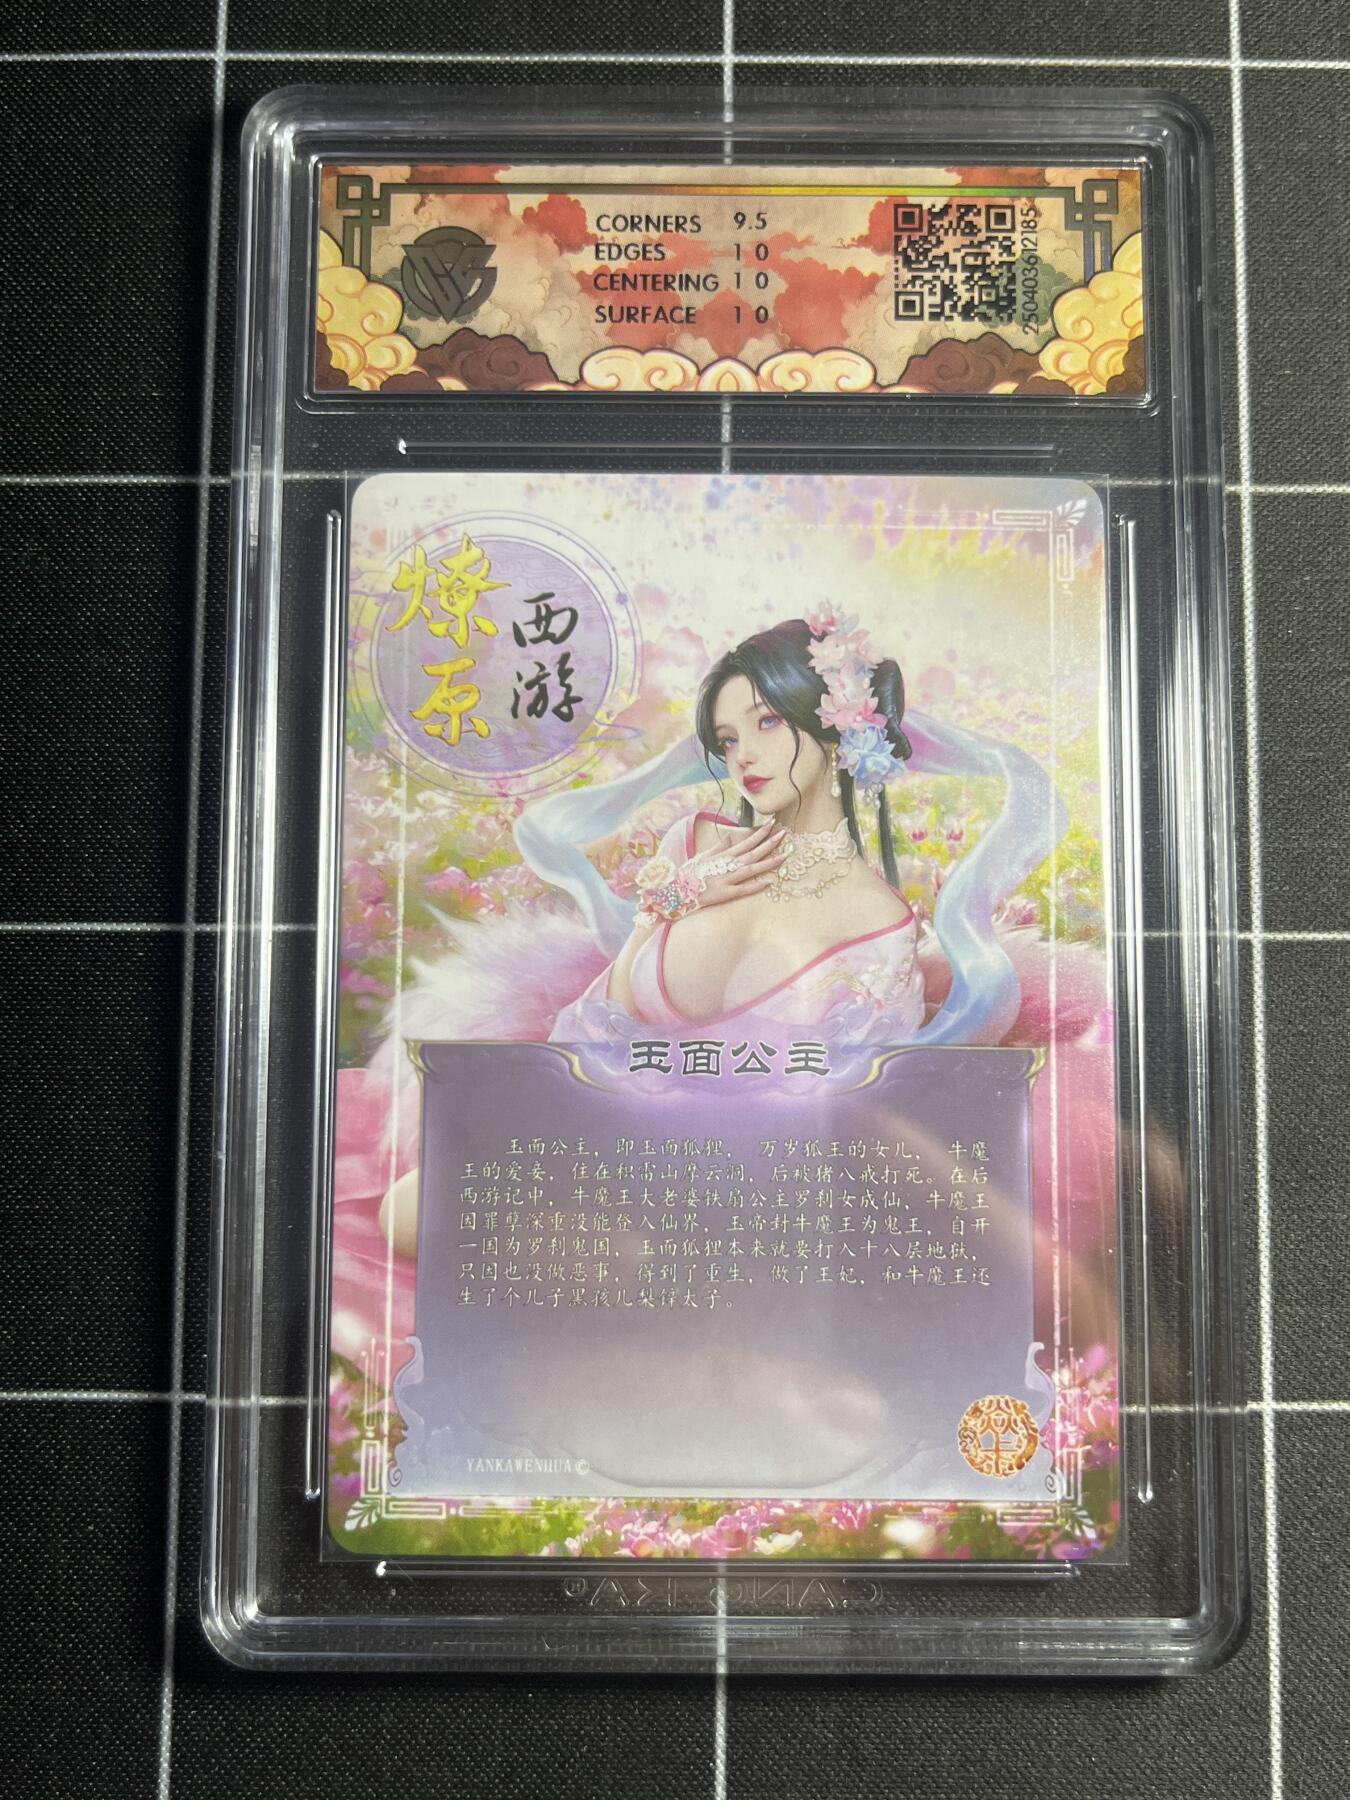 CORNERS 9.5
EDGES 10
CENTERING 10
SURFACE 10
250403612185
燎原
西游
玉面公主
玉面公主，即玉面狐狸， 万岁狐王的女儿， 牛魔
王的爱妾，住在积雷山摩云洞，后被猪八戒打死。在后
西游记中，牛魔王大老婆铁扇公主罗刹女成仙，牛魔王
因罪孽深重没能登入仙界，玉帝封牛魔王为鬼王，自开
一国为罗刹鬼国，玉面狐狸本来就要打入十八层地狱，
只因也没做恶事，得到了重生，做了王妃，和牛魔王还
生了个儿子黑孩儿梨锌太子。
YANKAWENHUA©